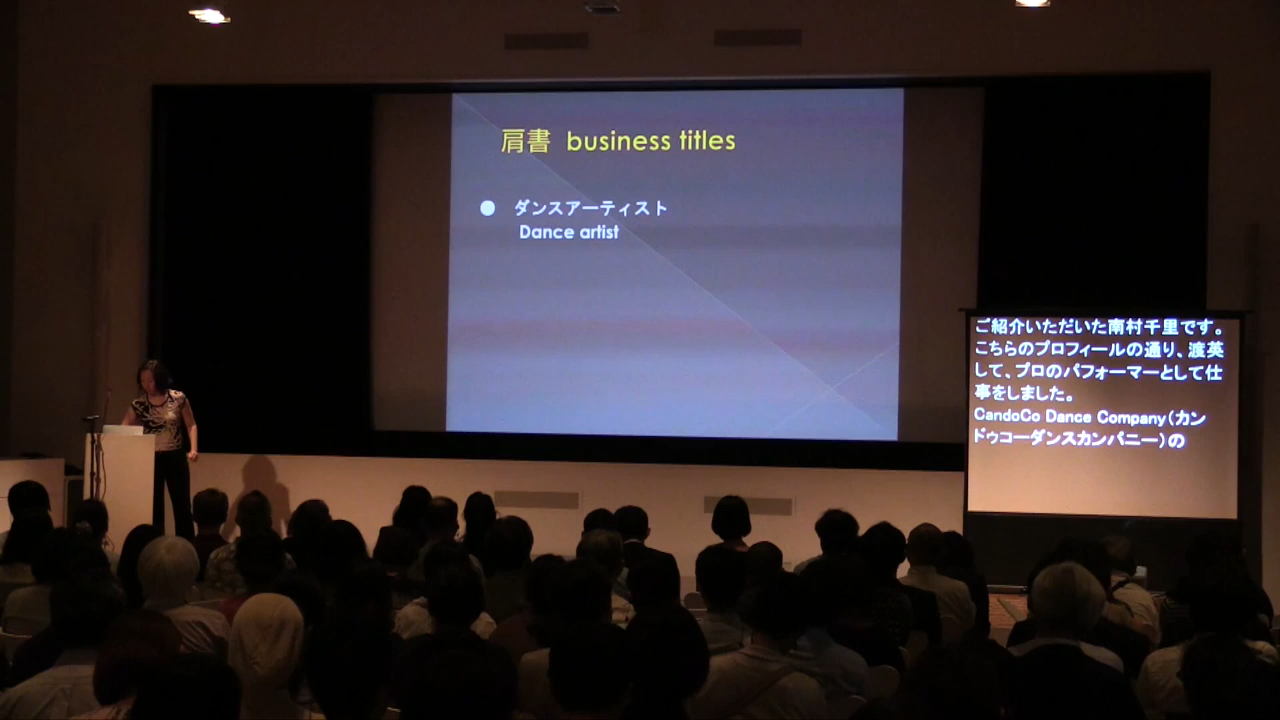 肩書 business titles
● ダンスアーティスト
Dance artist
ご紹介いただいた南村千里です。
こちらのプロフィールの通り、渡英
して、プロのパフォーマーとして仕
事をしました。
CandoCo Dance Company(カン
ドゥコーダンスカンパニー)の